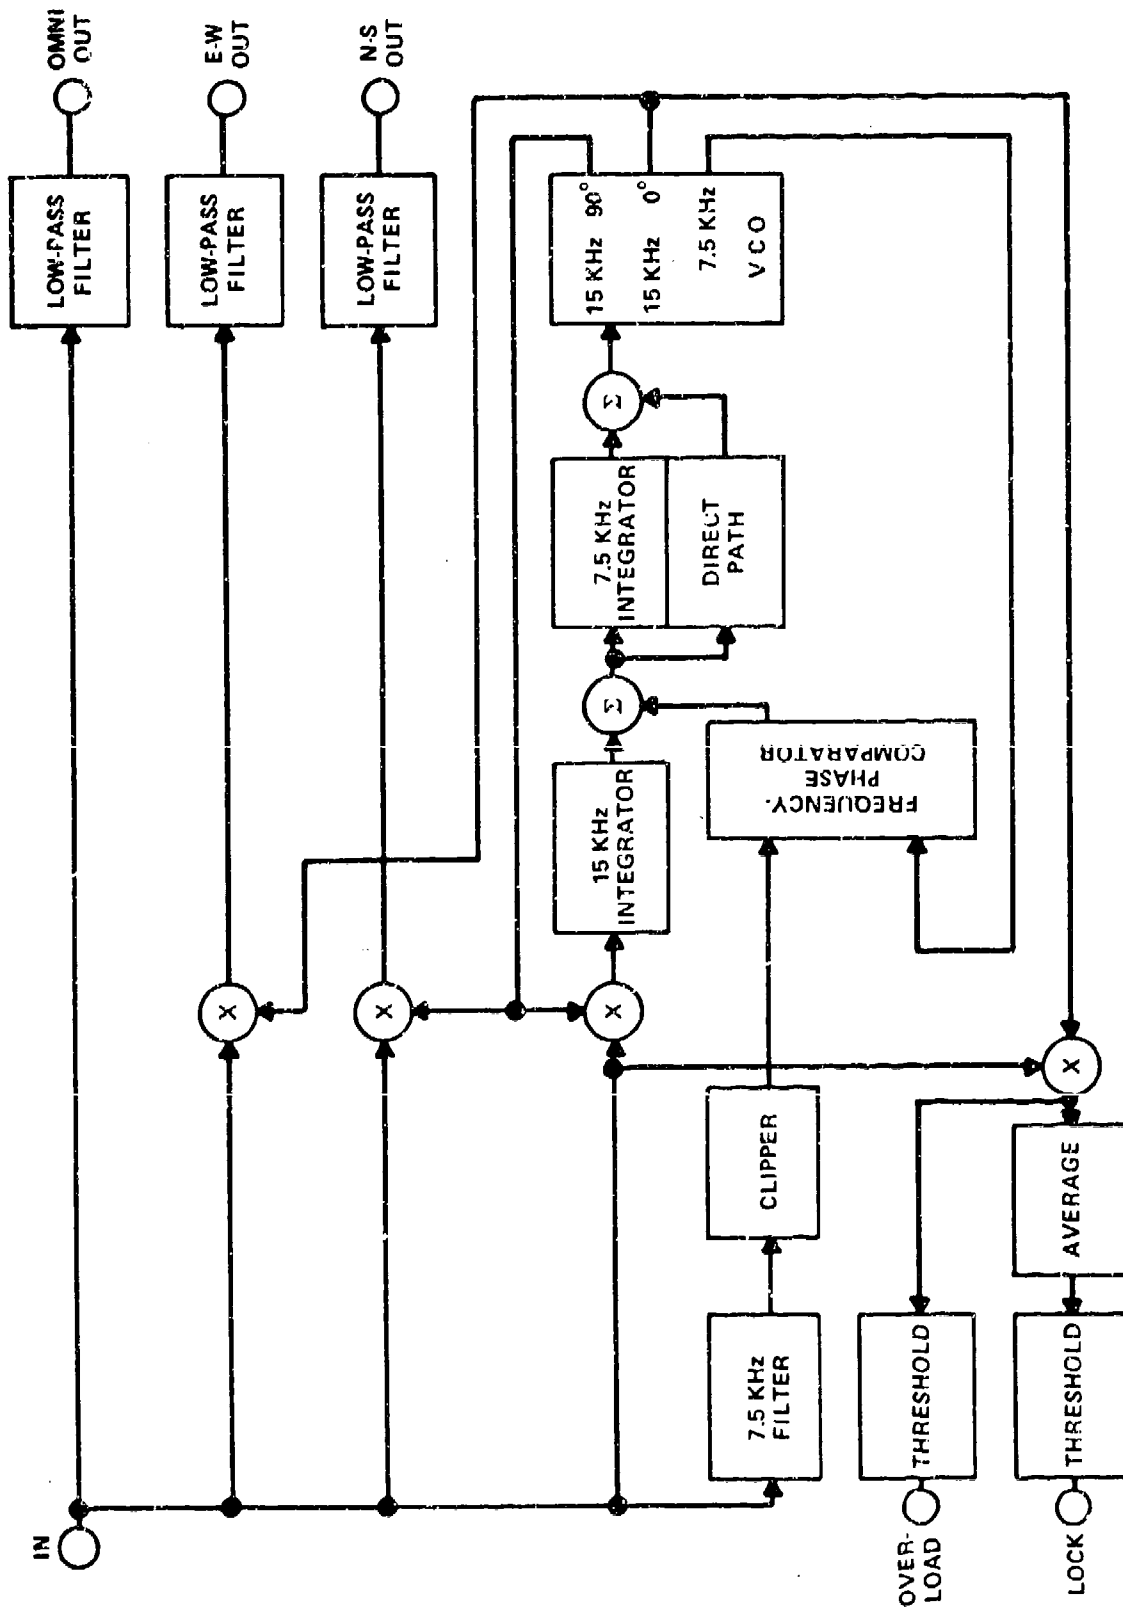 IN
OMNI
OUT
LOW-PASS
FILTER
E-W
OUT
LOW-PASS
FILTER
X
N-S
OUT
LOW-PASS
FILTER
X
15 KHz 90°
15 KHz 0°
7.5 KHz
VCO
Σ
7.5 KHz
INTEGRATOR
DIRECT
PATH
Σ
15 KHz
INTEGRATOR
X
FREQUENCY-
PHASE
COMPARATOR
CLIPPER
7.5 KHz
FILTER
OVER-
LOAD
THRESHOLD
LOCK
THRESHOLD
AVERAGE
X